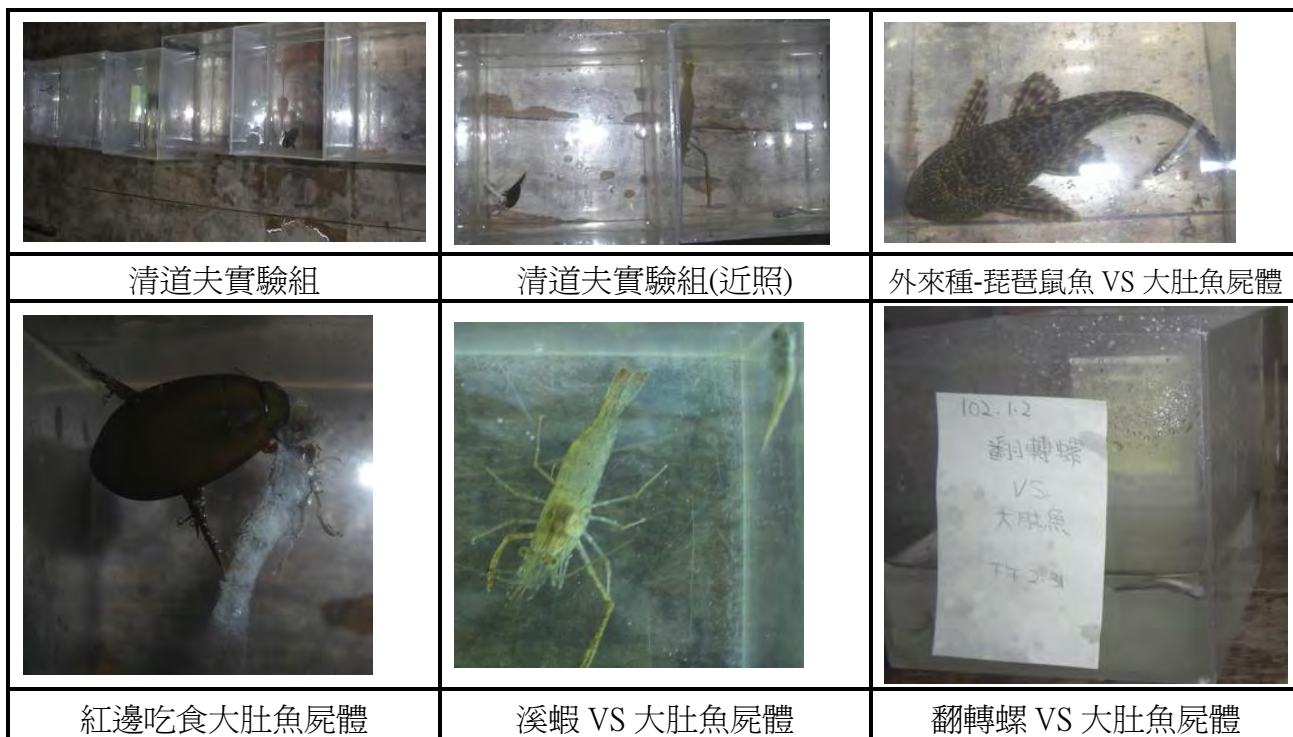 清道夫實驗組
清道夫實驗組(近照)
外來種-琵琶鼠魚 VS 大肚魚屍體
102.1.2
翻轉螺
VS
大肚魚
紅邊吃食大肚魚屍體
溪蝦 VS 大肚魚屍體
翻轉螺 VS 大肚魚屍體